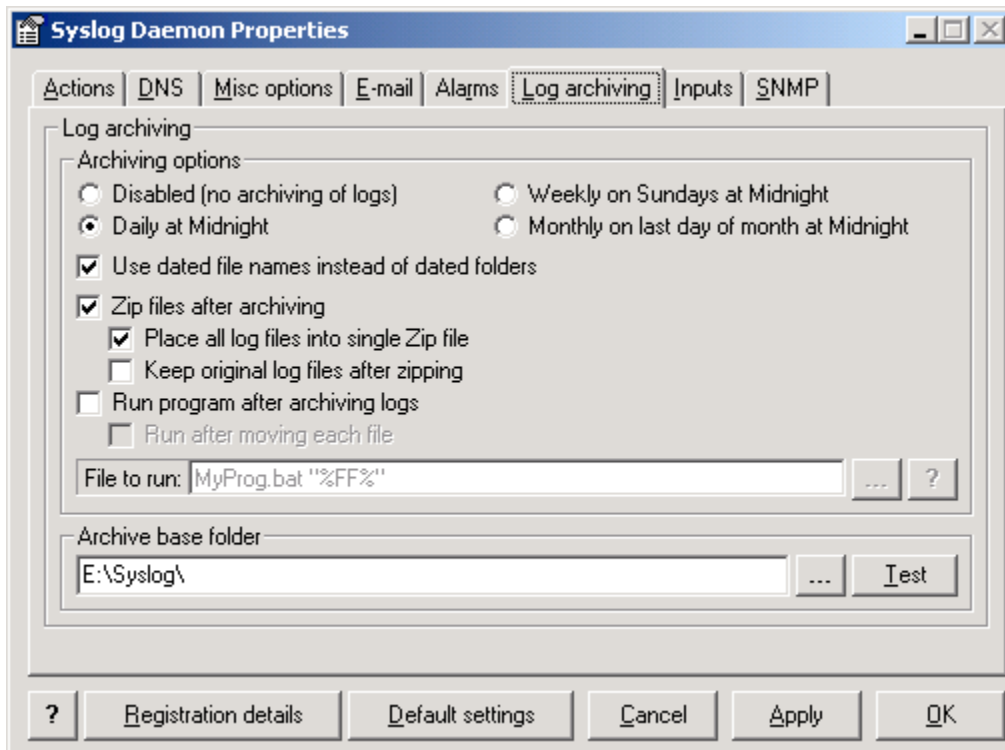 Syslog Daemon Properties
Actions DNS Misc options E-mail Alarms Log archiving Inputs SNMP
Log archiving
Archiving options
Disabled (no archiving of logs) Weekly on Sundays at Midnight
Daily at Midnight Monthly on last day of month at Midnight
Use dated file names instead of dated folders
Zip files after archiving
Place all log files into single Zip file
Keep original log files after zipping
Run program after archiving logs
Run after moving each file
File to run: MyProg.bat "%FF%" ... ?
Archive base folder
E:\Syslog\ ... Test
? Registration details Default settings Cancel Apply OK